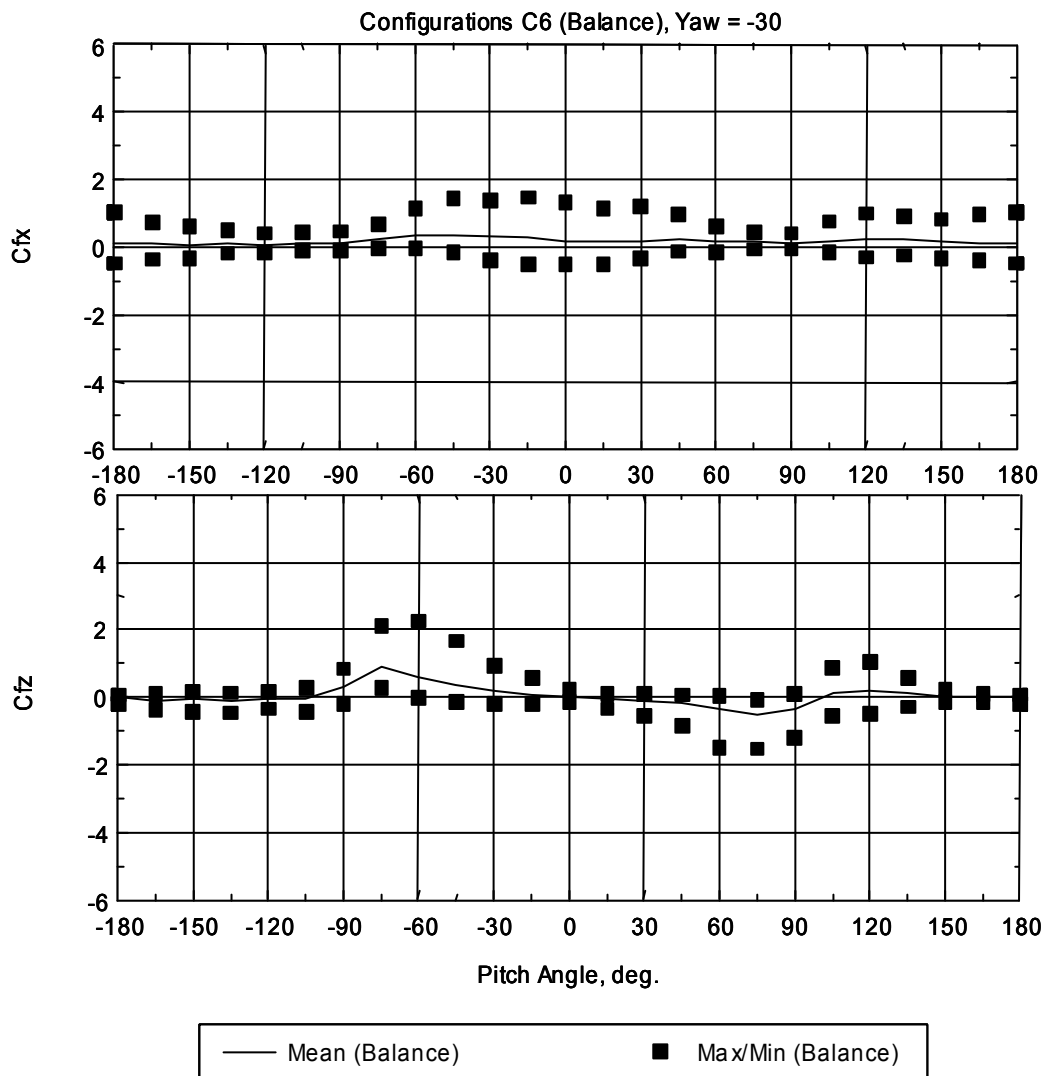 Configurations C6 (Balance), Yaw = -30
6
4
2
0
-2
-4
-6
Cfx
-180 -150 -120 -90 -60 -30 0 30 60 90 120 150 180
6
4
2
0
-2
-4
-6
Cfz
-180 -150 -120 -90 -60 -30 0 30 60 90 120 150 180
Pitch Angle, deg.
Mean (Balance) Max/Min (Balance)